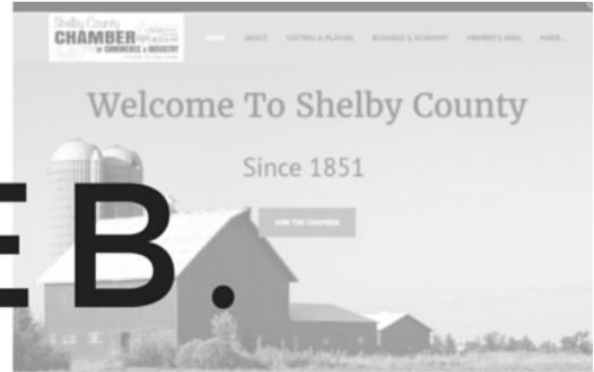 Shelby County
CHAMBER
OF COMMERCE & INDUSTRY
HOME ABOUT VISITING & PLAYING BUSINESS & ECONOMY MEMBER'S AREA MORE...
Welcome To Shelby County
Since 1851
JOIN THE CHAMBER
EB.